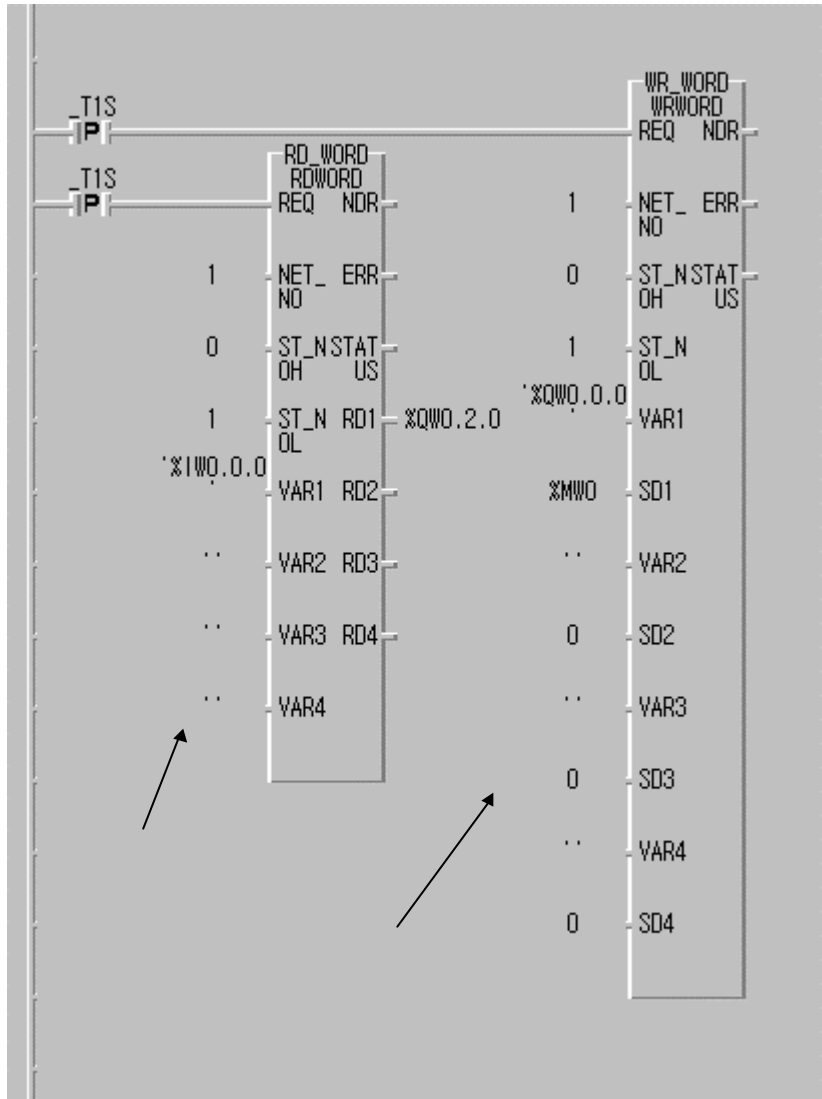 WR_WORD
_T1S WRWORD
P REQ NDR
RD_WORD
_T1S RDWORD
P REQ NDR 1 NET_ ERR
NO
1 NET_ ERR 0 ST_N STAT
NO OH US
0 ST_N STAT 1 ST_N
OH US OL
'%QW0.0.0
1 ST_N RD1 %QW0.2.0 ' VAR1
OL
'%IW0.0.0
' VAR1 RD2 %MW0 SD1
'' VAR2 RD3 '' VAR2
'' VAR3 RD4 0 SD2
'' VAR4 '' VAR3
0 SD3
'' VAR4
0 SD4